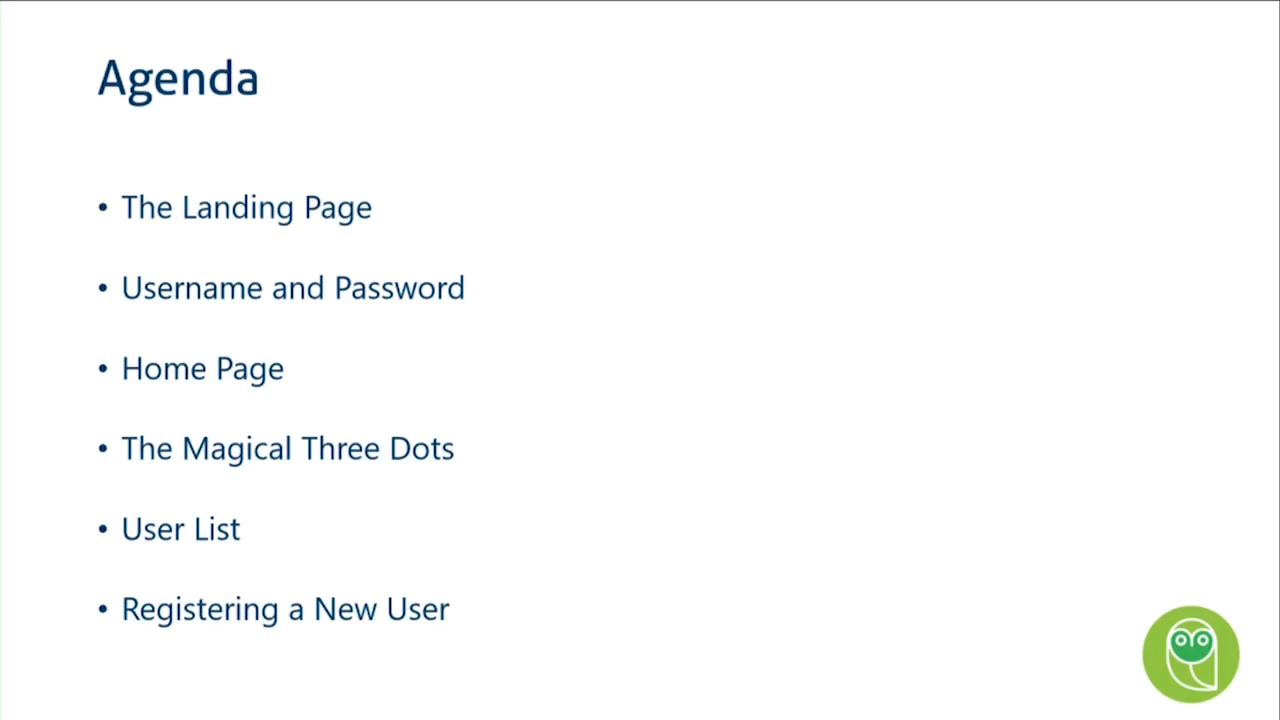 Agenda
• The Landing Page
• Username and Password
• Home Page
• The Magical Three Dots
• User List
• Registering a New User